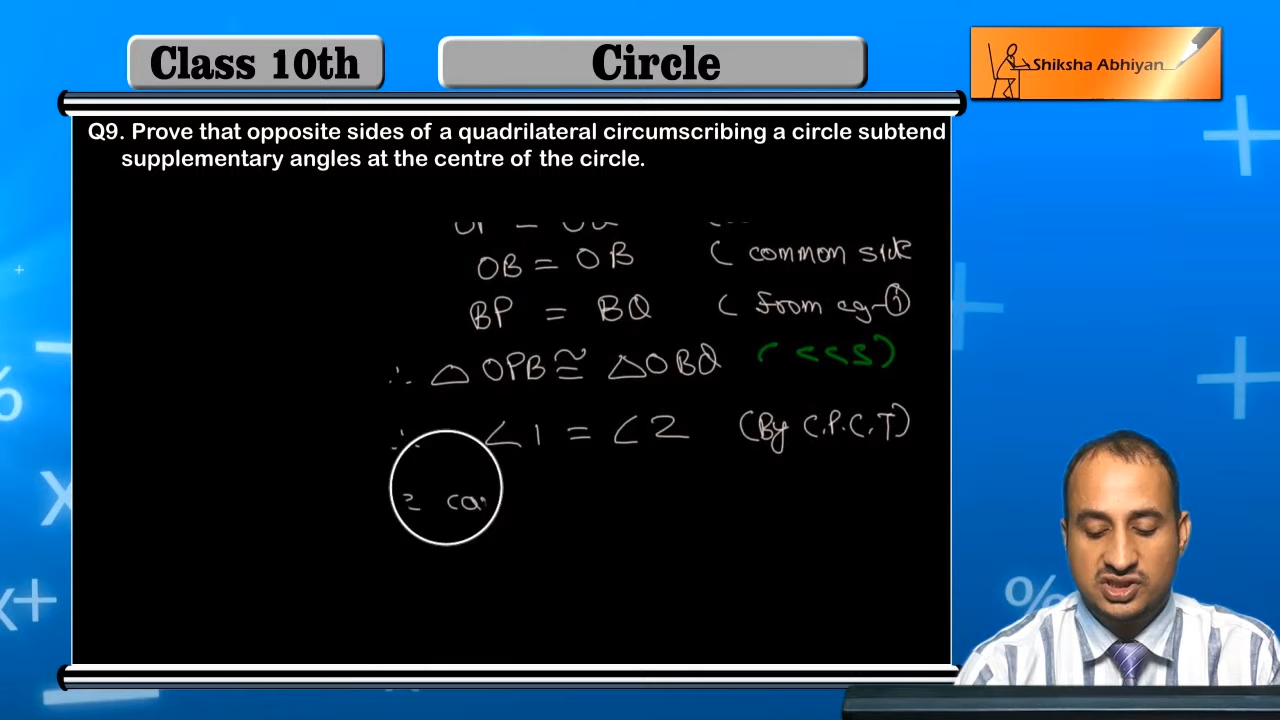 Class 10th
Circle
Shiksha Abhiyan
Q9. Prove that opposite sides of a quadrilateral circumscribing a circle subtend
supplementary angles at the centre of the circle.
OB = OB ( common side
BP = BQ ( from eq-①
∴ △ OPB ≅ △OBQ ( SSS)
∴ ∠1 = ∠2 (By C.P.C.T)